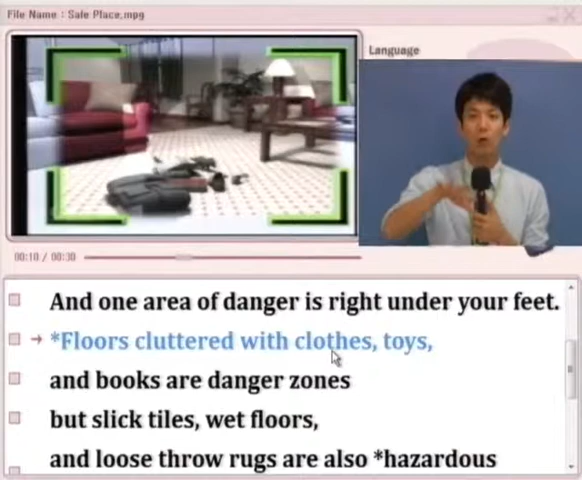 File Name : Safe Place.mpg
Language
00:10 / 00:30
And one area of danger is right under your feet.
→ *Floors cluttered with clothes, toys,
and books are danger zones
but slick tiles, wet floors,
and loose throw rugs are also *hazardous